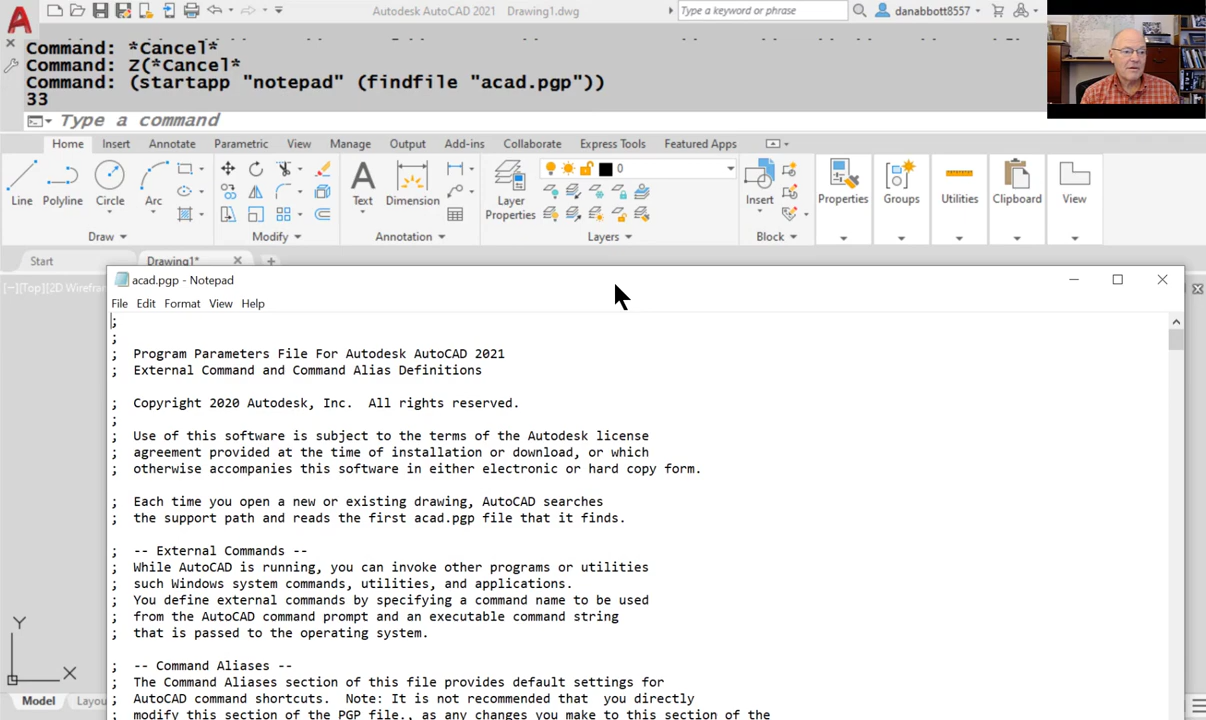 Autodesk AutoCAD 2021 Drawing1.dwg
Type a keyword or phrase
danabbott8557
Command: *Cancel*
Command: Z(*Cancel*
Command: (startapp "notepad" (findfile "acad.pgp"))
33
Type a command
Home Insert Annotate Parametric View Manage Output Add-ins Collaborate Express Tools Featured Apps
0
Line Polyline Circle Arc Text Dimension Layer Properties Insert Properties Groups Utilities Clipboard View
Draw Modify Annotation Layers Block
Start Drawing1*
[−][Top][2D Wirefram
acad.pgp - Notepad
File Edit Format View Help
;
;
; Program Parameters File For Autodesk AutoCAD 2021
; External Command and Command Alias Definitions
; Copyright 2020 Autodesk, Inc. All rights reserved.
;
; Use of this software is subject to the terms of the Autodesk license
; agreement provided at the time of installation or download, or which
; otherwise accompanies this software in either electronic or hard copy form.
; Each time you open a new or existing drawing, AutoCAD searches
; the support path and reads the first acad.pgp file that it finds.
; -- External Commands --
; While AutoCAD is running, you can invoke other programs or utilities
; such Windows system commands, utilities, and applications.
; You define external commands by specifying a command name to be used
; from the AutoCAD command prompt and an executable command string
; that is passed to the operating system.
; -- Command Aliases --
; The Command Aliases section of this file provides default settings for
; AutoCAD command shortcuts. Note: It is not recommended that you directly
; modify this section of the PGP file., as any changes you make to this section of the
Y
X
Model Layou